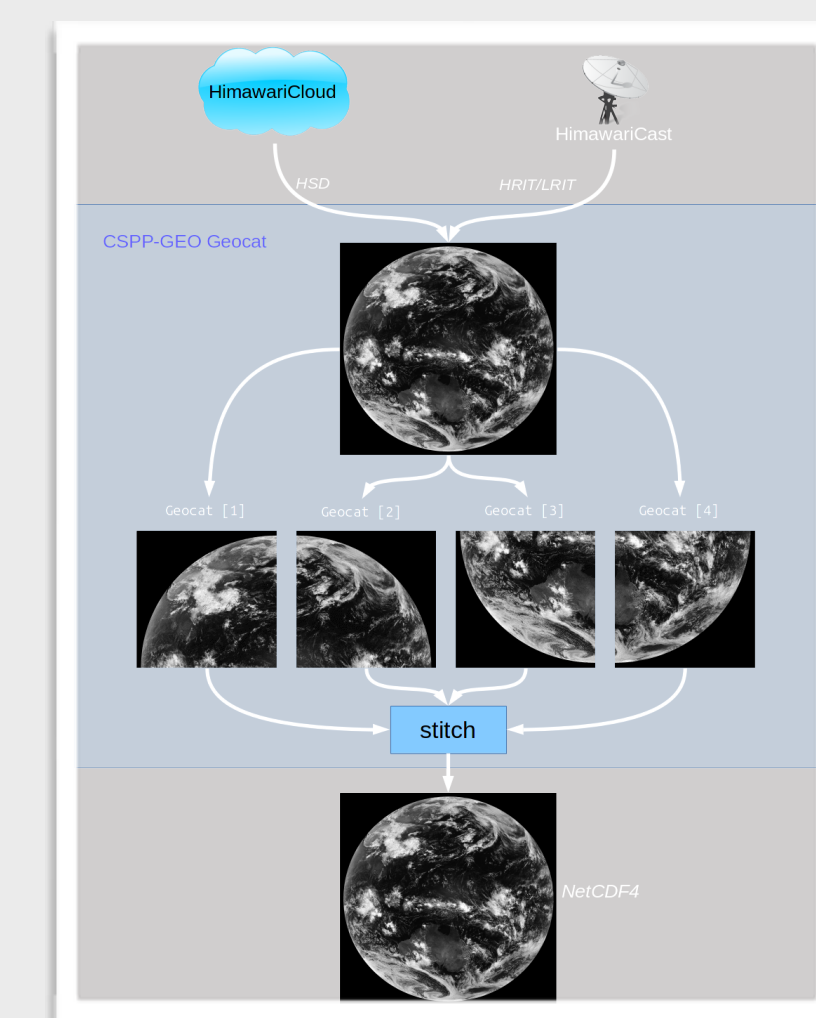 HimawariCloud
HimawariCast
HSD
HRIT/LRIT
CSPP-GEO Geocat
Geocat [1]
Geocat [2]
Geocat [3]
Geocat [4]
stitch
NetCDF4